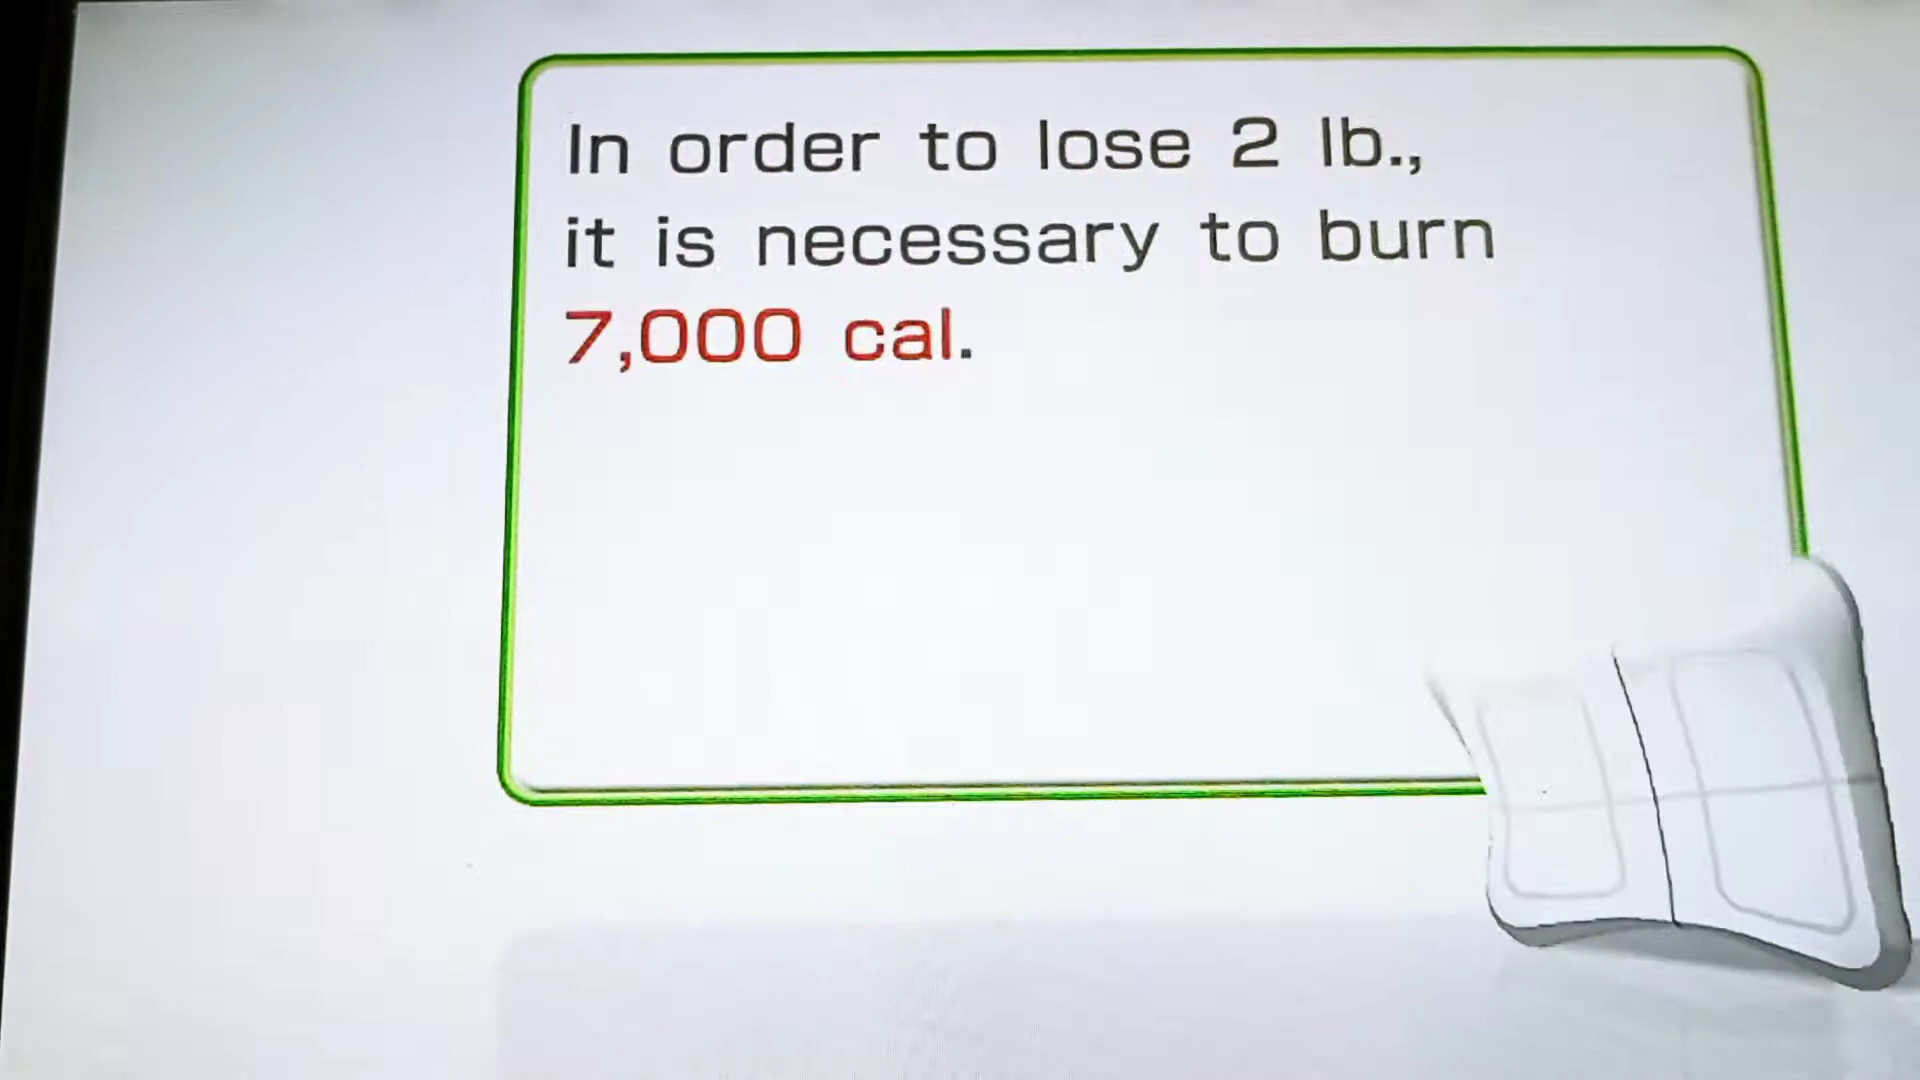 In order to lose 2 lb.,
it is necessary to burn
7,000 cal.